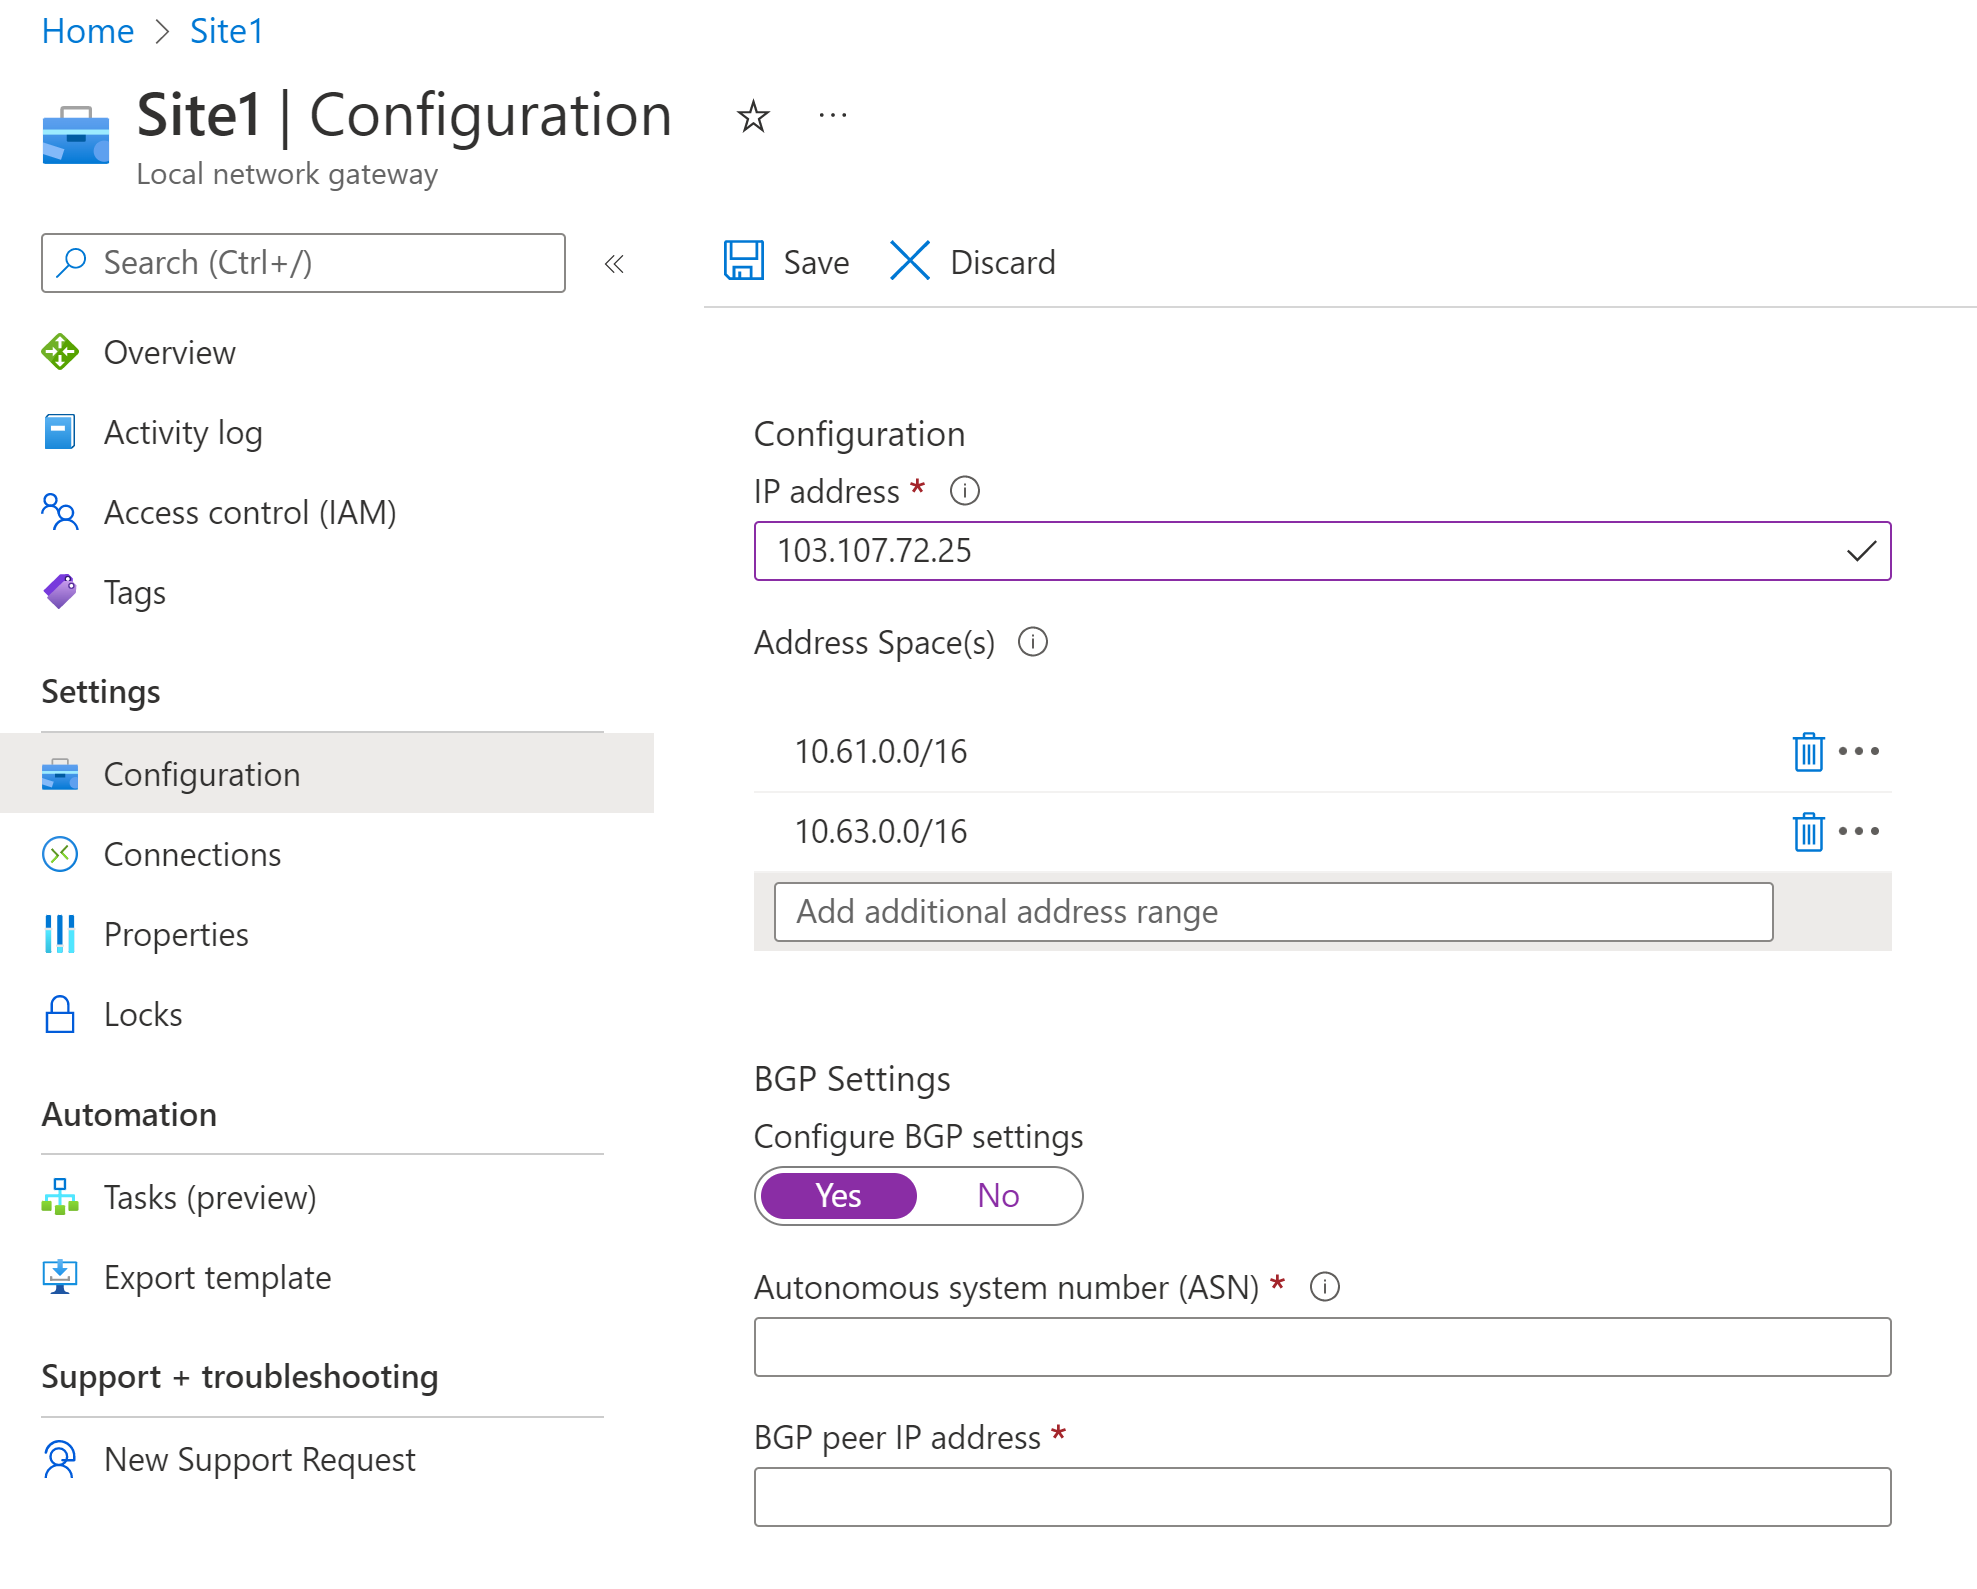 Home > Site1
Site1 | Configuration
Local network gateway
Search (Ctrl+/)
Overview
Activity log
Access control (IAM)
Tags
Settings
Configuration
Connections
Properties
Locks
Automation
Tasks (preview)
Export template
Support + troubleshooting
New Support Request
Save
Discard
Configuration
IP address *
103.107.72.25
Address Space(s)
10.61.0.0/16
10.63.0.0/16
Add additional address range
BGP Settings
Configure BGP settings
Yes No
Autonomous system number (ASN) *
BGP peer IP address *